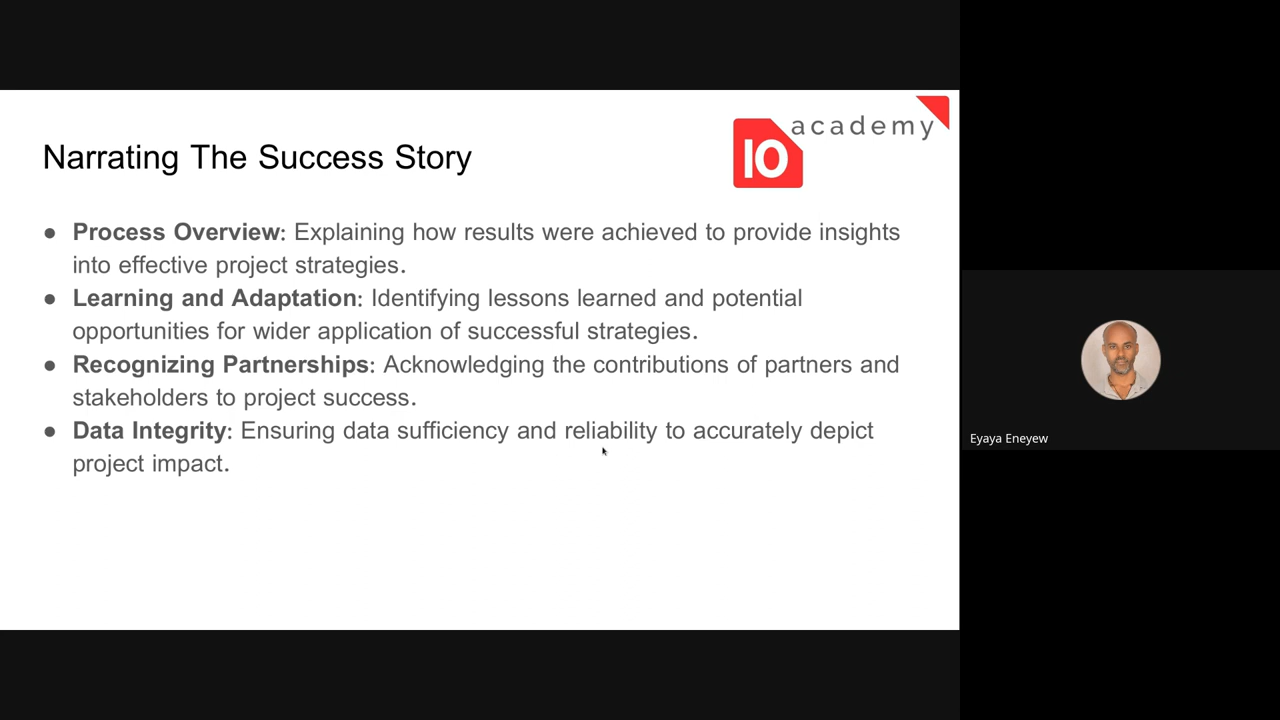 academy
10
Narrating The Success Story
● Process Overview: Explaining how results were achieved to provide insights
into effective project strategies.
● Learning and Adaptation: Identifying lessons learned and potential
opportunities for wider application of successful strategies.
● Recognizing Partnerships: Acknowledging the contributions of partners and
stakeholders to project success.
● Data Integrity: Ensuring data sufficiency and reliability to accurately depict
project impact.
Eyaya Eneyew